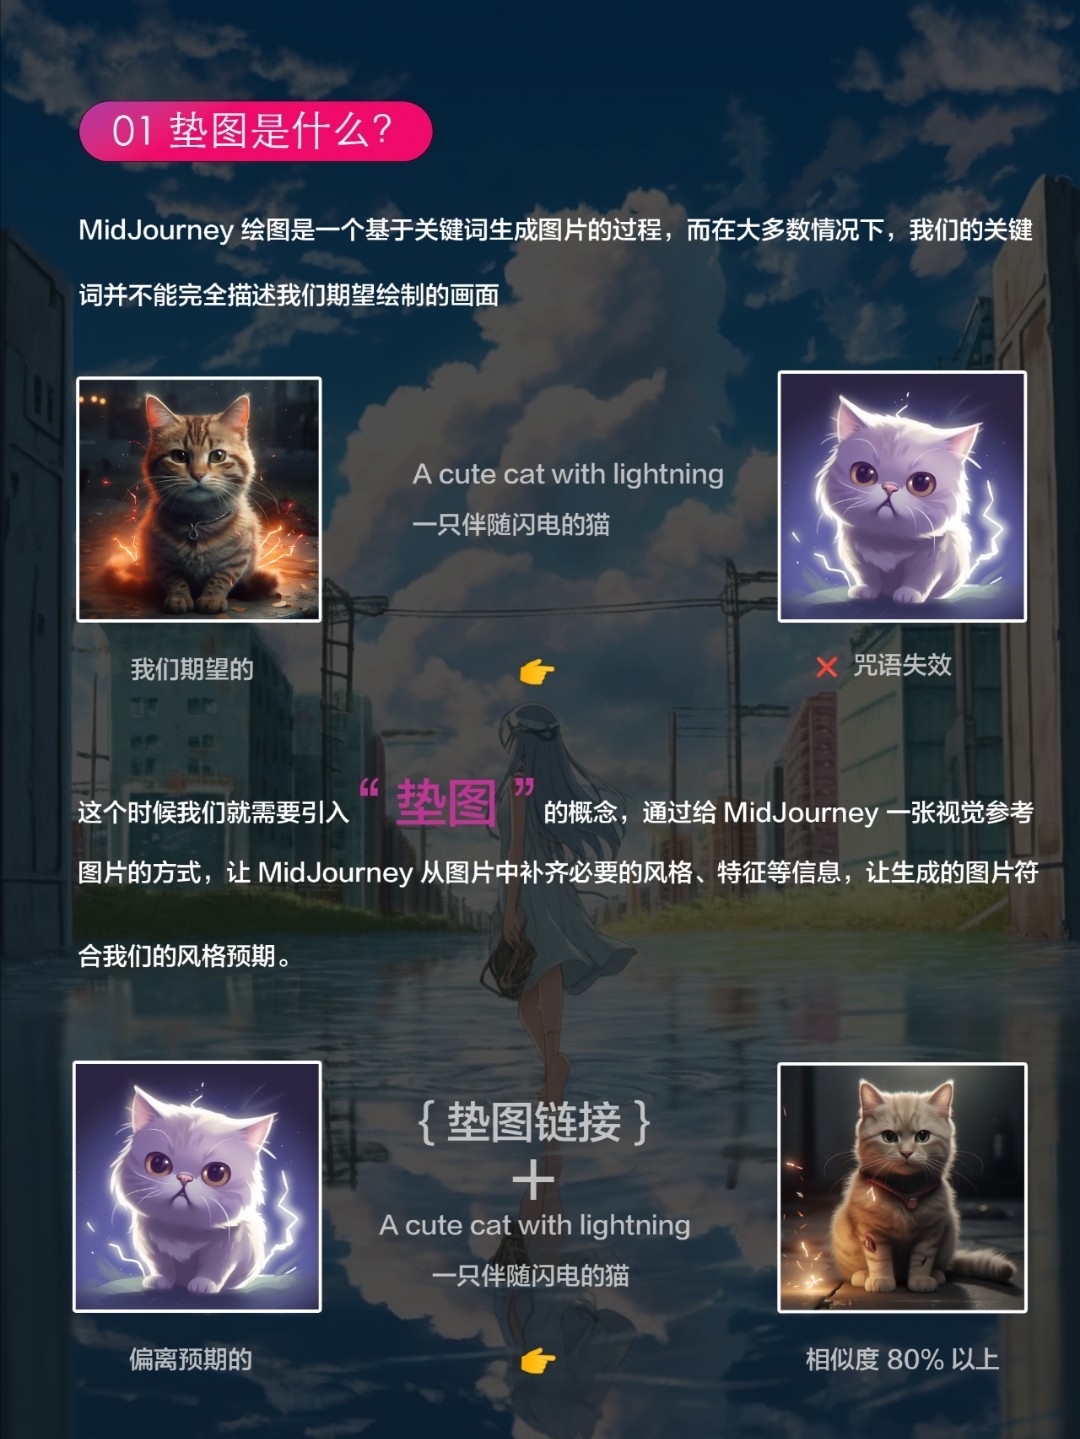 01 垫图是什么?
MidJourney 绘图是一个基于关键词生成图片的过程，而在大多数情况下，我们的关键
词并不能完全描述我们期望绘制的画面
A cute cat with lightning
一只伴随闪电的猫
我们期望的
咒语失效
这个时候我们就需要引入“垫图”的概念，通过给 MidJourney 一张视觉参考
图片的方式，让 MidJourney 从图片中补齐必要的风格、特征等信息，让生成的图片符
合我们的风格预期。
{ 垫图链接 }
+
A cute cat with lightning
一只伴随闪电的猫
偏离预期的
相似度 80% 以上